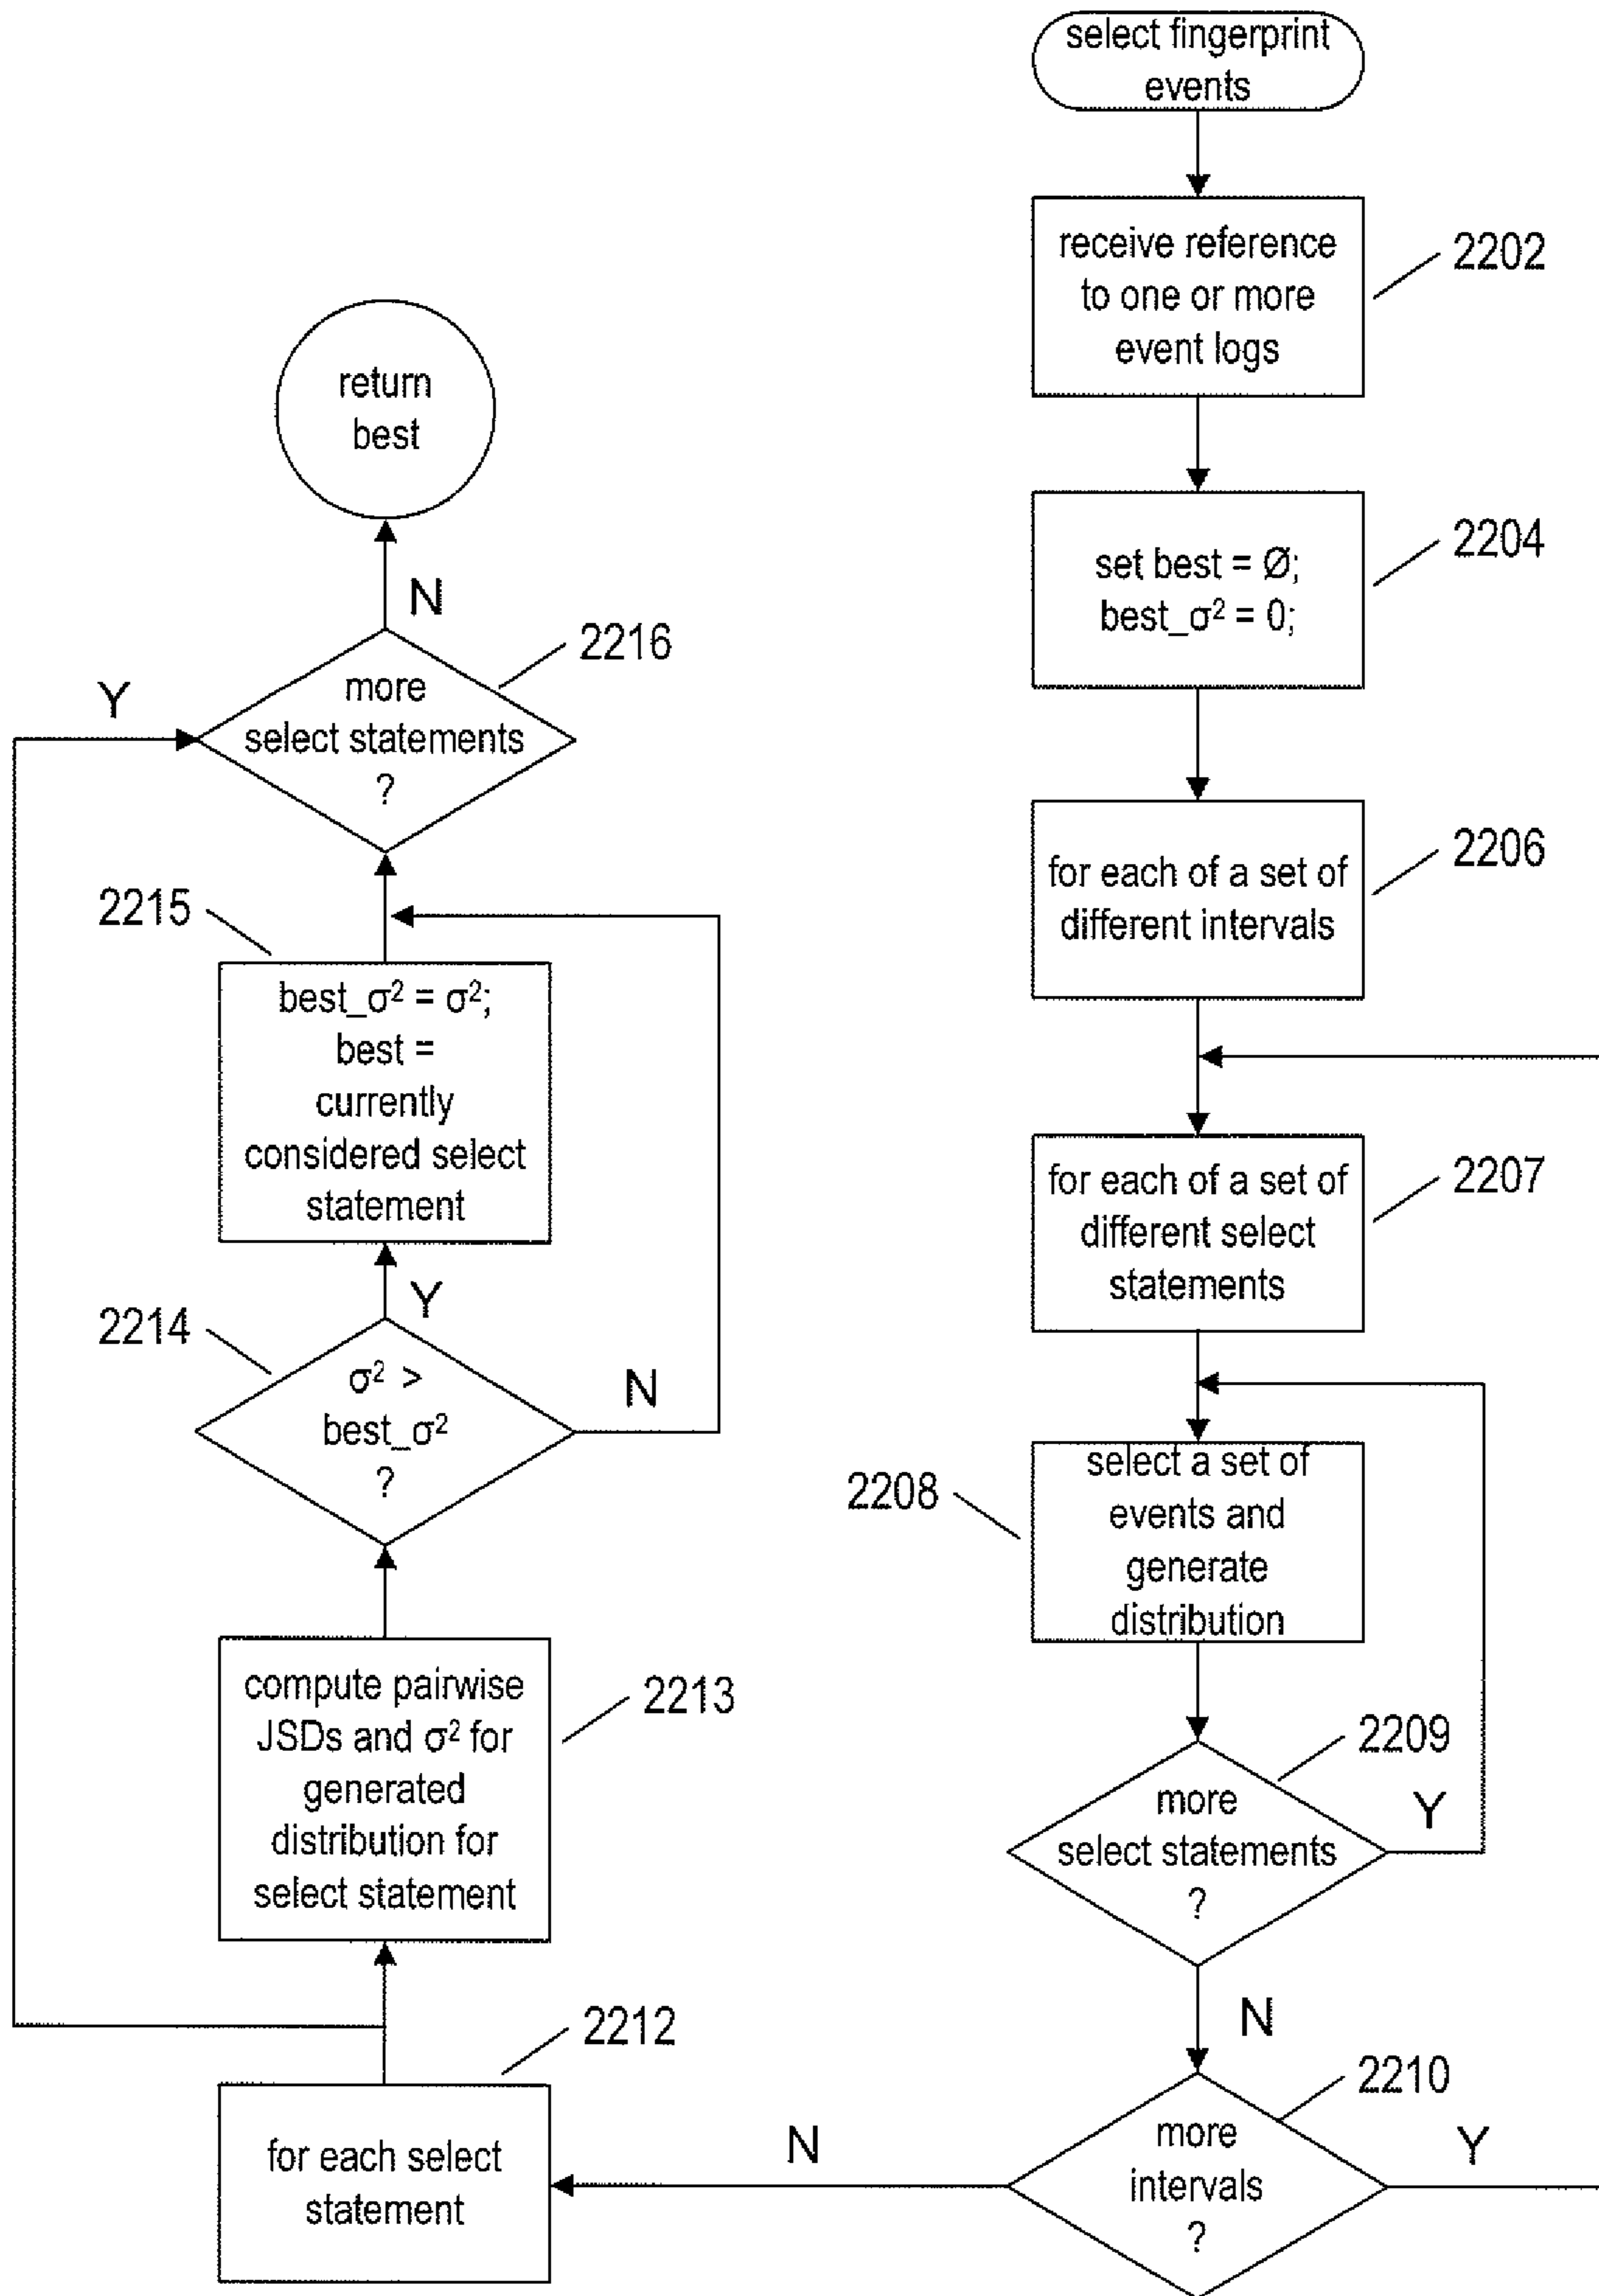 select fingerprint
events
receive reference
to one or more
event logs
2202
set best = Ø;
best_σ² = 0;
2204
for each of a set of
different intervals
2206
for each of a set of
different select
statements
2207
select a set of
events and
generate
distribution
2208
more
select statements
?
2209
Y
N
more
intervals
?
2210
Y
N
for each select
statement
2212
compute pairwise
JSDs and σ² for
generated
distribution for
select statement
2213
σ² >
best_σ²
?
2214
Y
N
best_σ² = σ²;
best =
currently
considered select
statement
2215
more
select statements
?
2216
Y
N
return
best